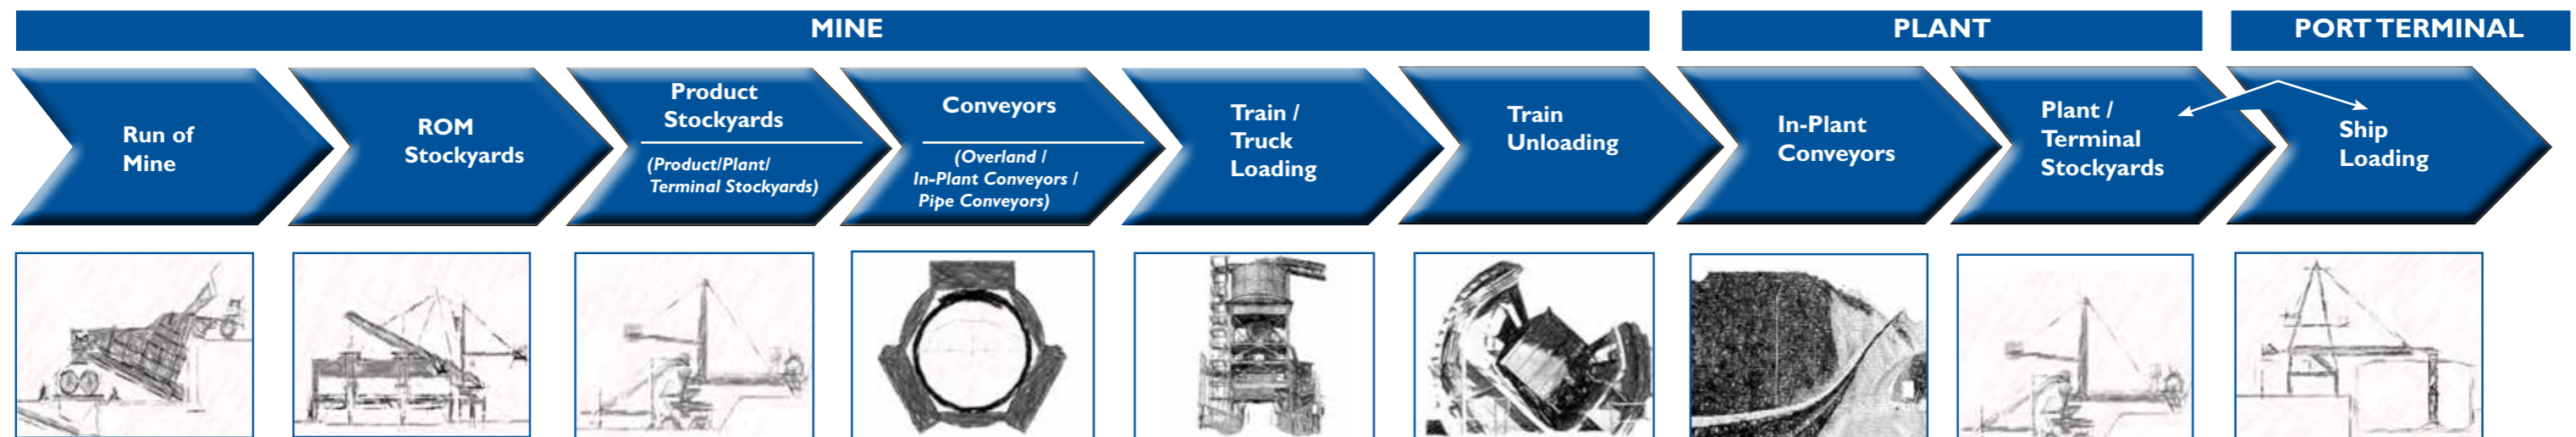 MINE
PLANT
PORT TERMINAL
Run of
Mine
ROM
Stockyards
Product
Stockyards
(Product/Plant/
Terminal Stockyards)
Conveyors
(Overland /
In-Plant Conveyors /
Pipe Conveyors)
Train /
Truck
Loading
Train
Unloading
In-Plant
Conveyors
Plant /
Terminal
Stockyards
Ship
Loading